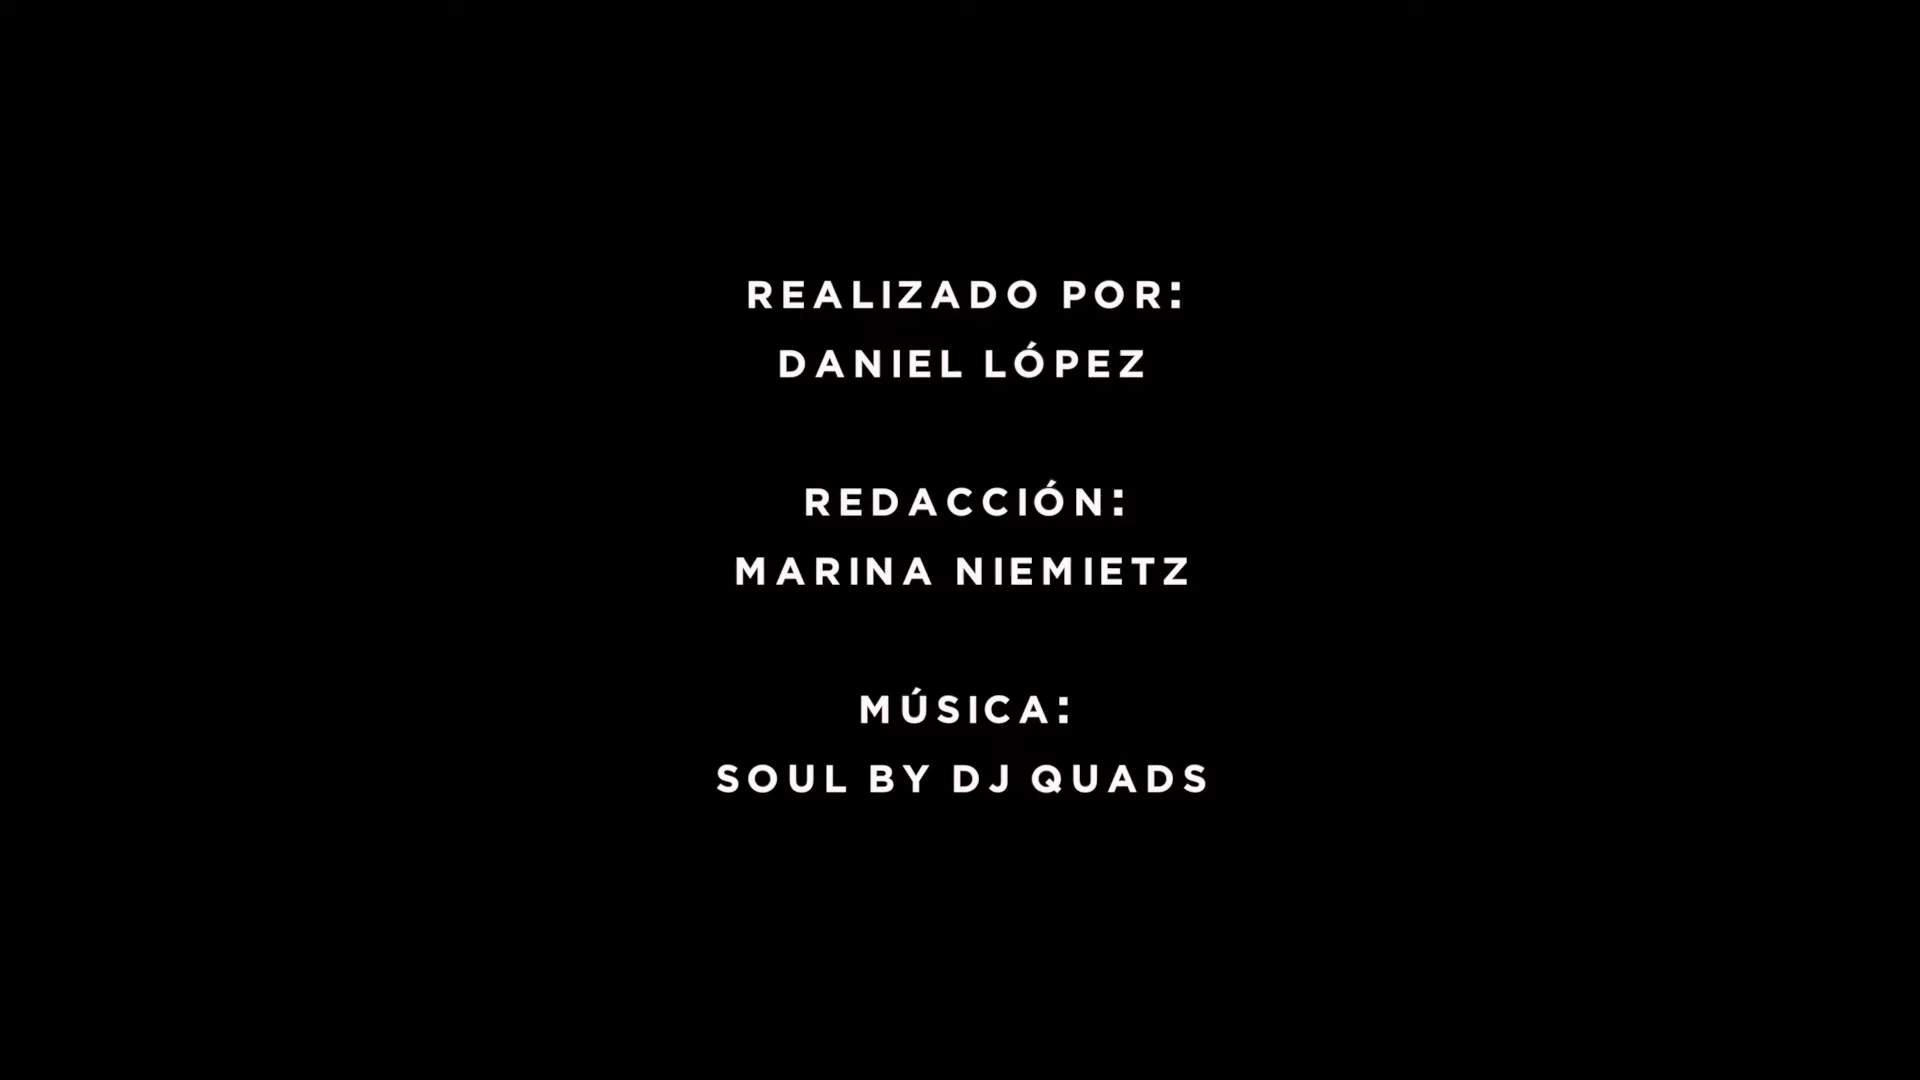 REALIZADO POR:
DANIEL LÓPEZ
REDACCIÓN:
MARINA NIEMIETZ
MÚSICA:
SOUL BY DJ QUADS